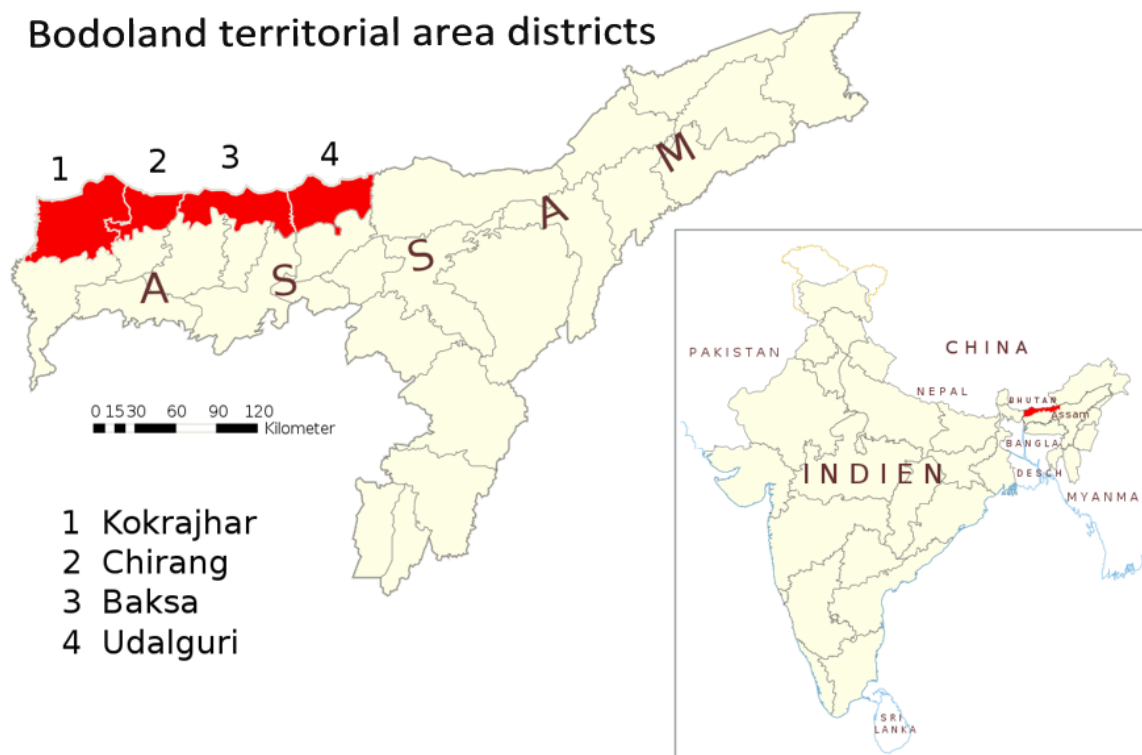 Bodoland territorial area districts
1 2 3 4
A S S A M
0 15 30 60 90 120
Kilometer
1 Kokrajhar
2 Chirang
3 Baksa
4 Udalguri
PAKISTAN
CHINA
NEPAL
BHUTAN
Assam
BANGLA
DESCH
INDIEN
MYANMA
SRI
LANKA